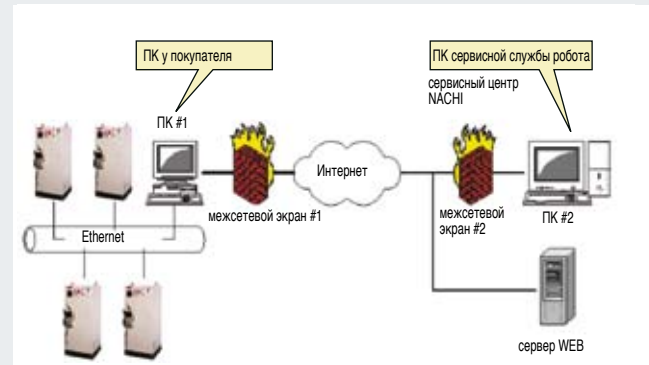 ПК у покупателя
ПК сервисной службы робота
сервисный центр
NACHI
ПК #1
Интернет
межсетевой экран #1
межсетевой
экран #2
ПК #2
Ethernet
сервер WEB